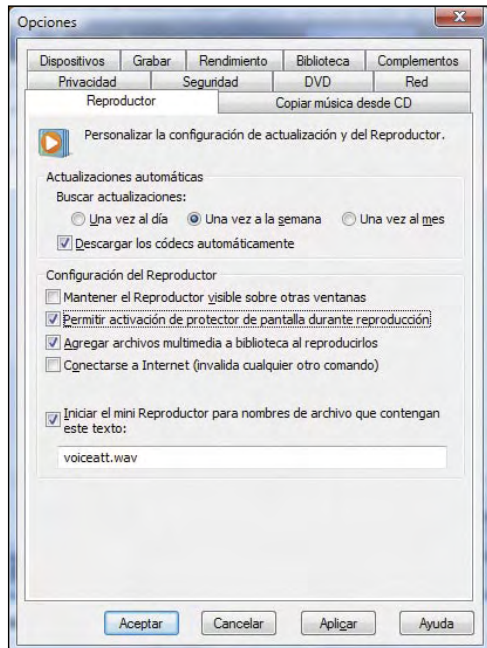 Opciones
Dispositivos Grabar Rendimiento Biblioteca Complementos
Privacidad Seguridad DVD Red
Reproductor Copiar música desde CD
Personalizar la configuración de actualización y del Reproductor.
Actualizaciones automáticas
Buscar actualizaciones:
Una vez al día Una vez a la semana Una vez al mes
Descargar los códecs automáticamente
Configuración del Reproductor
Mantener el Reproductor visible sobre otras ventanas
Permitir activación de protector de pantalla durante reproducción
Agregar archivos multimedia a biblioteca al reproducirlos
Conectarse a Internet (invalida cualquier otro comando)
Iniciar el mini Reproductor para nombres de archivo que contengan
este texto:
voiceatt.wav
Aceptar Cancelar Aplicar Ayuda